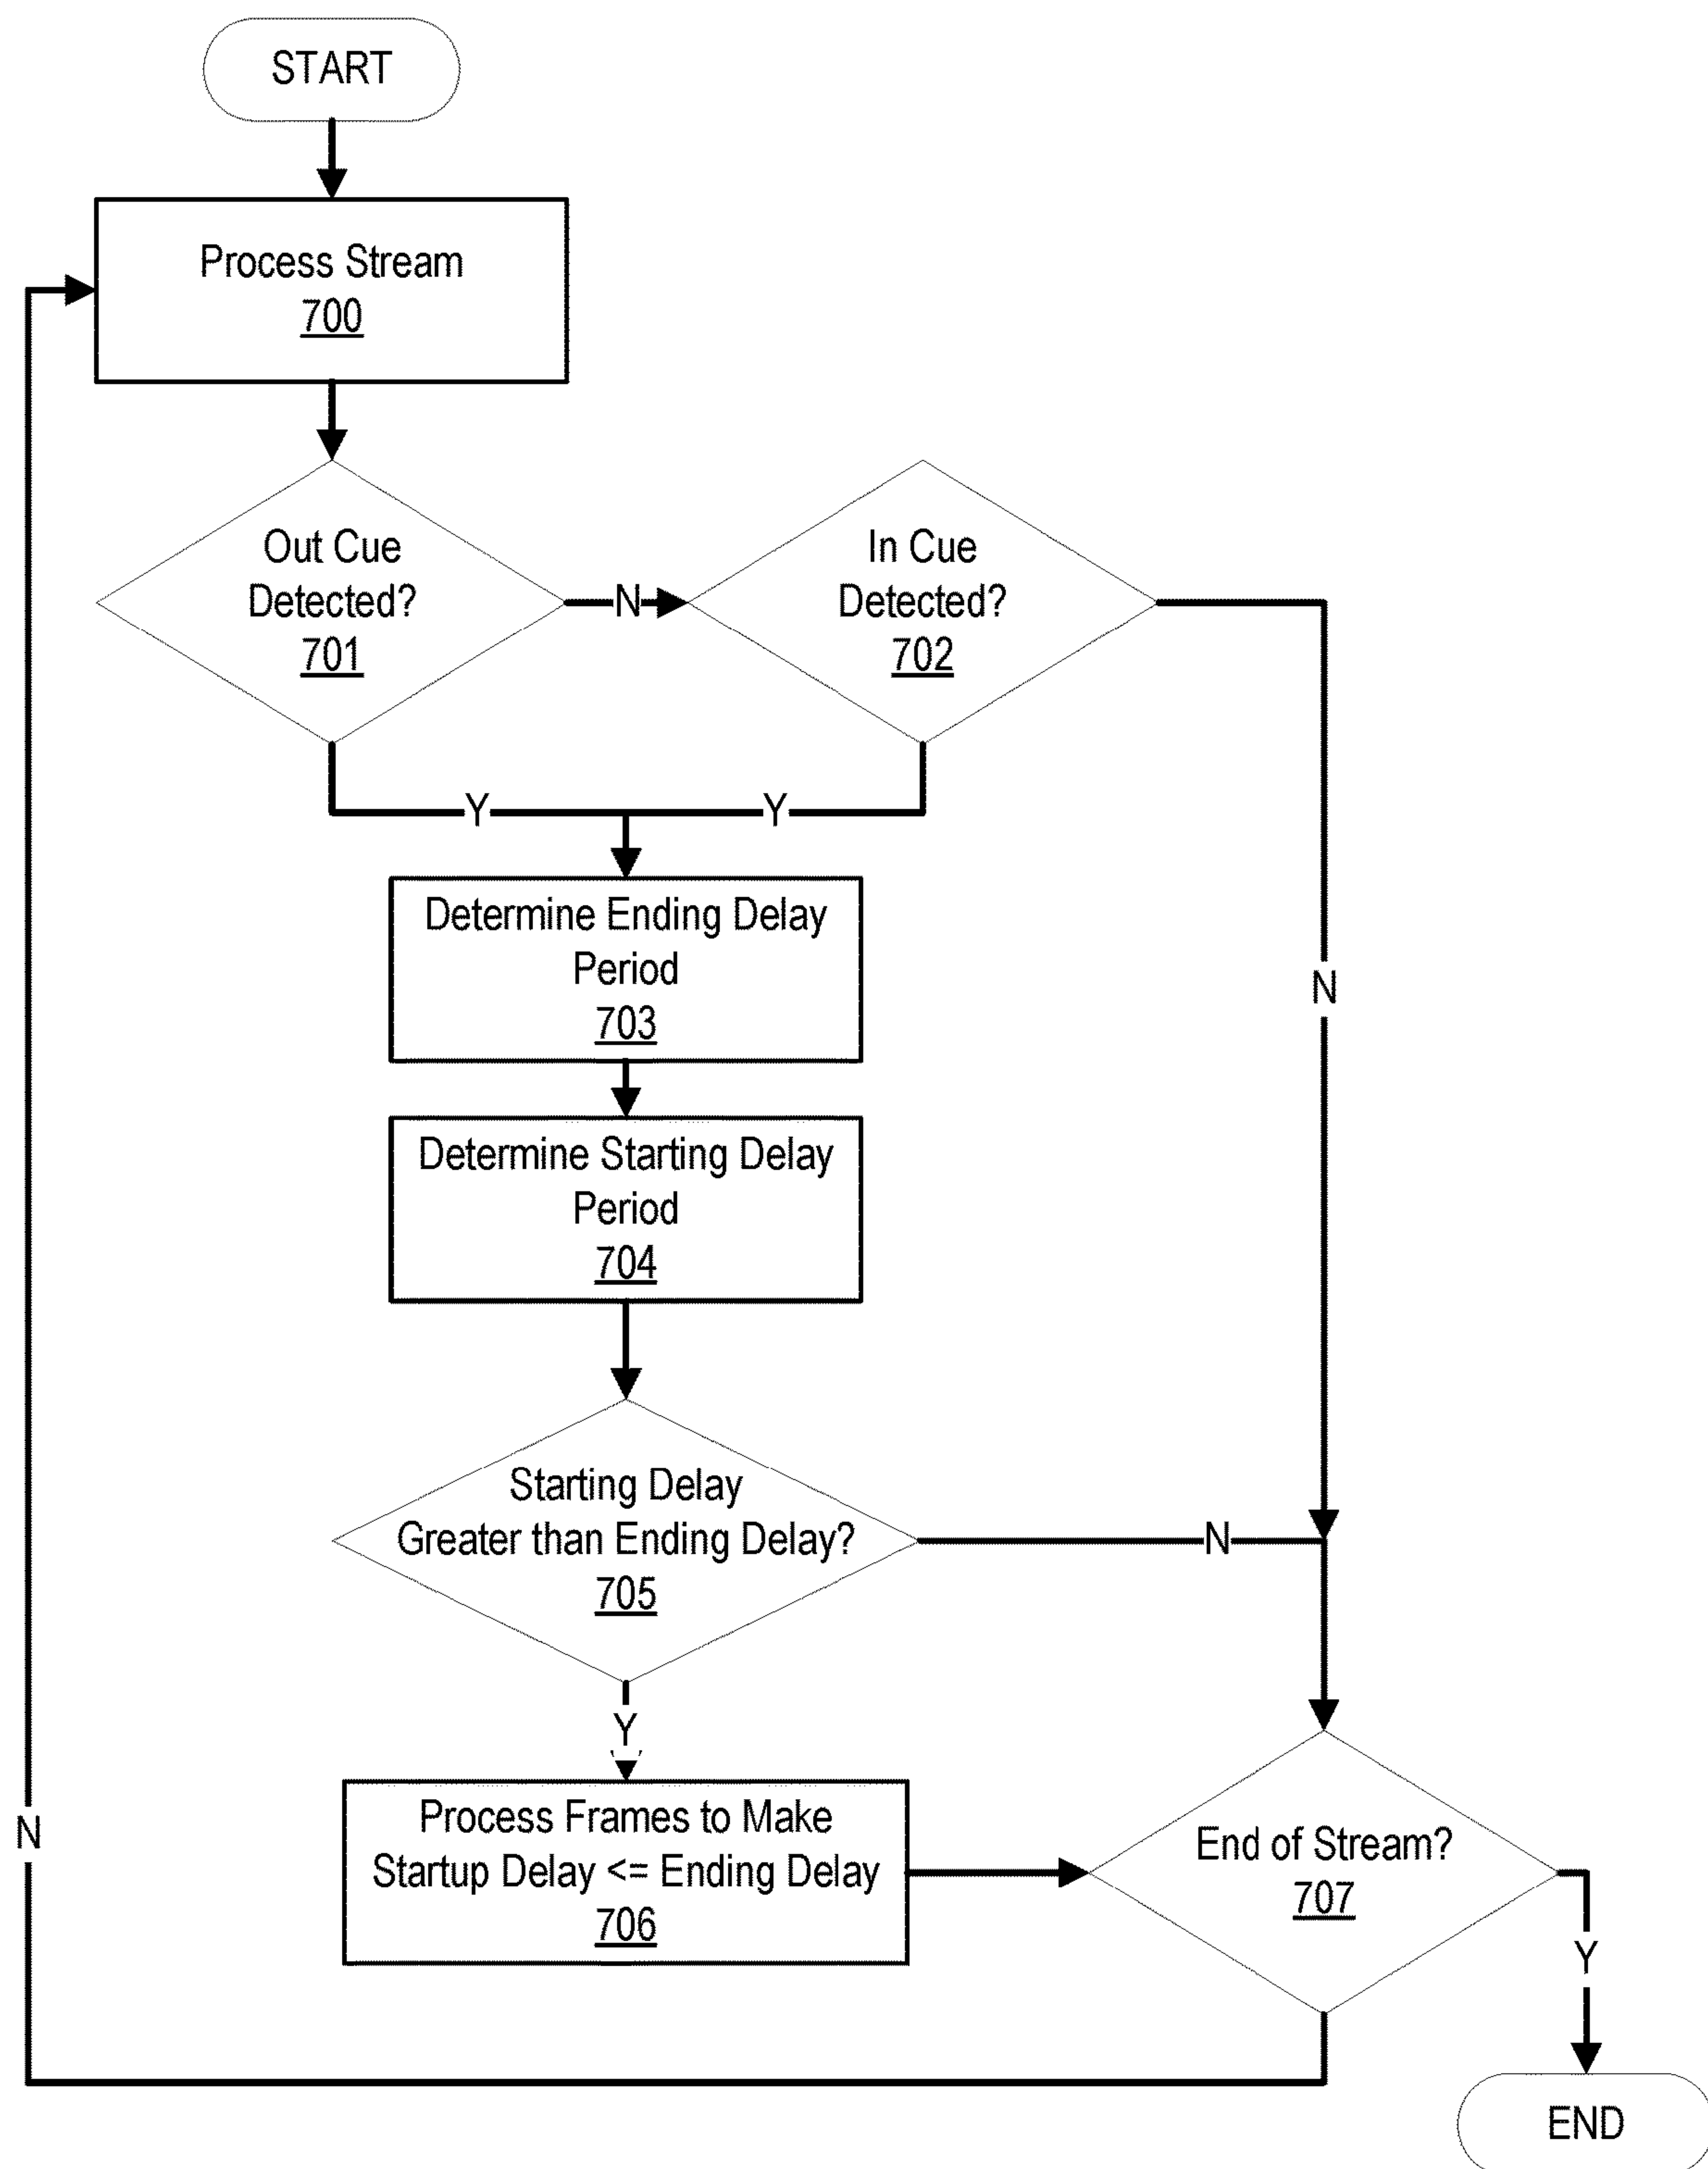 START
Process Stream
700
Out Cue
Detected?
701
N
In Cue
Detected?
702
Y
Y
Determine Ending Delay
Period
703
N
Determine Starting Delay
Period
704
Starting Delay
Greater than Ending Delay?
705
N
Y
Process Frames to Make
Startup Delay <= Ending Delay
706
N
End of Stream?
707
Y
END